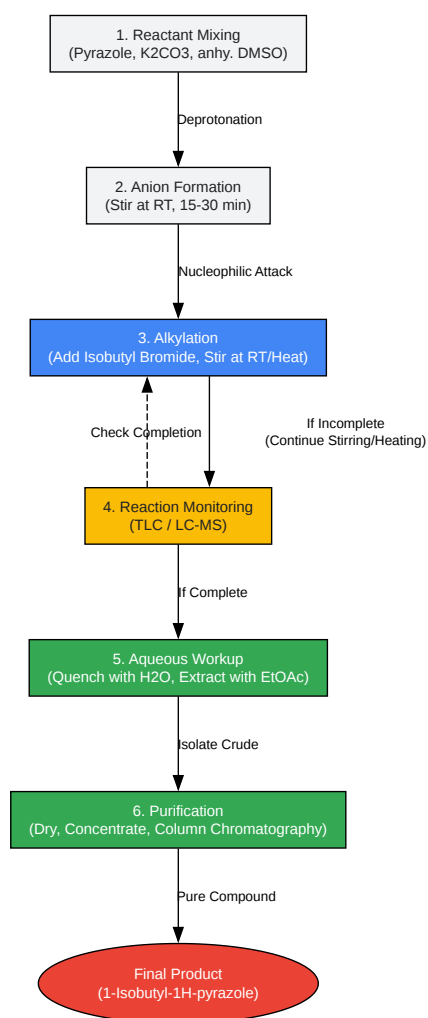 1. Reactant Mixing
(Pyrazole, K2CO3, anhy. DMSO)
Deprotonation
2. Anion Formation
(Stir at RT, 15-30 min)
Nucleophilic Attack
3. Alkylation
(Add Isobutyl Bromide, Stir at RT/Heat)
Check Completion
If Incomplete
(Continue Stirring/Heating)
4. Reaction Monitoring
(TLC / LC-MS)
If Complete
5. Aqueous Workup
(Quench with H2O, Extract with EtOAc)
Isolate Crude
6. Purification
(Dry, Concentrate, Column Chromatography)
Pure Compound
Final Product
(1-Isobutyl-1H-pyrazole)